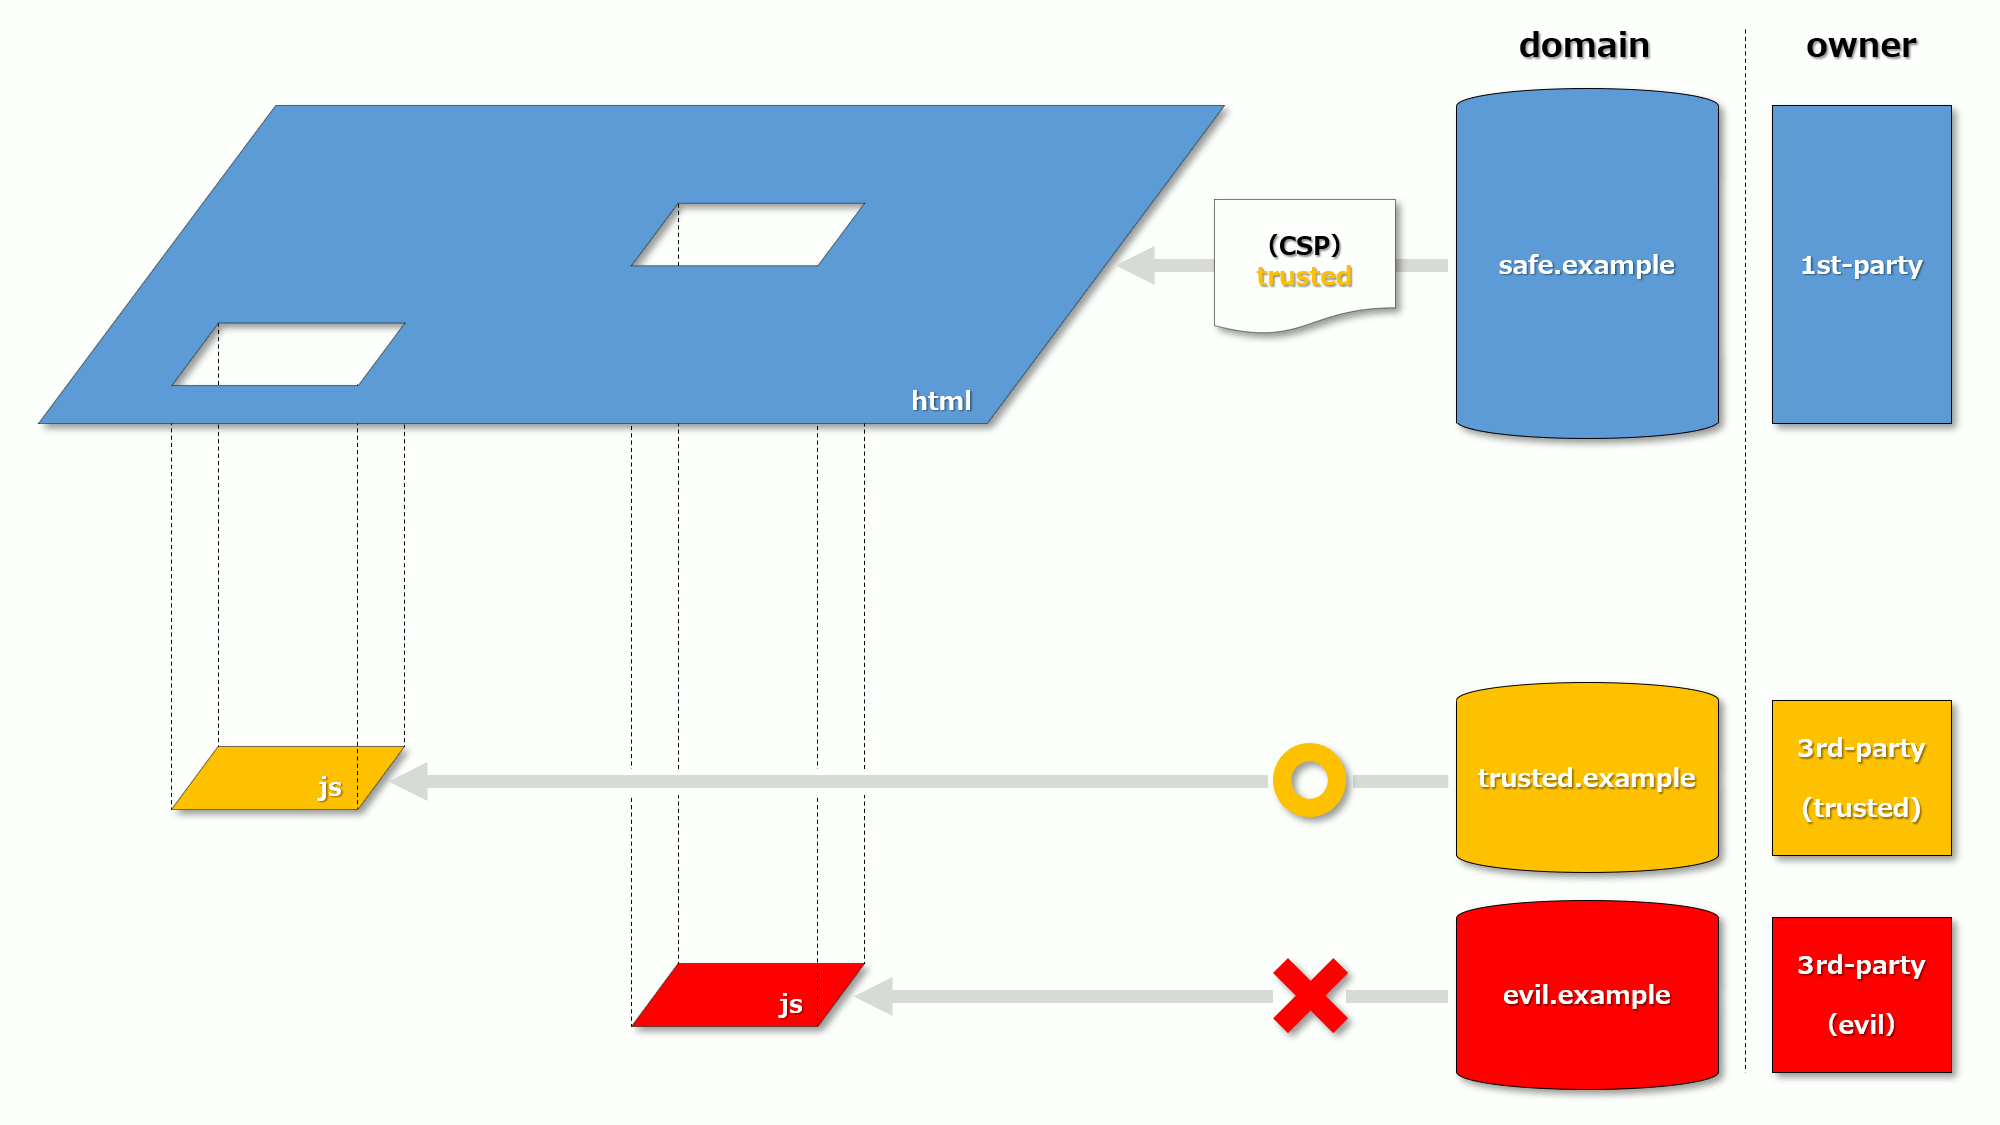 domain
owner
(CSP)
trusted
safe.example
1st-party
html
js
trusted.example
3rd-party
(trusted)
js
evil.example
3rd-party
(evil)